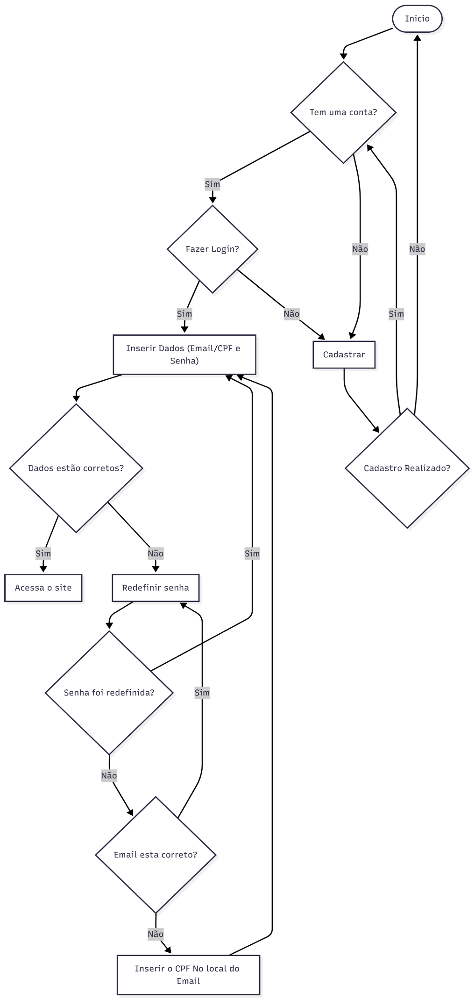 Inicio
Tem uma conta?
Sim
Fazer Login?
Não
Não
Sim
Não
Sim
Inserir Dados (Email/CPF e
Senha)
Cadastrar
Dados estão corretos?
Cadastro Realizado?
Sim
Não
Sim
Acessa o site
Redefinir senha
Senha foi redefinida?
Sim
Não
Email esta correto?
Não
Inserir o CPF No local do
Email